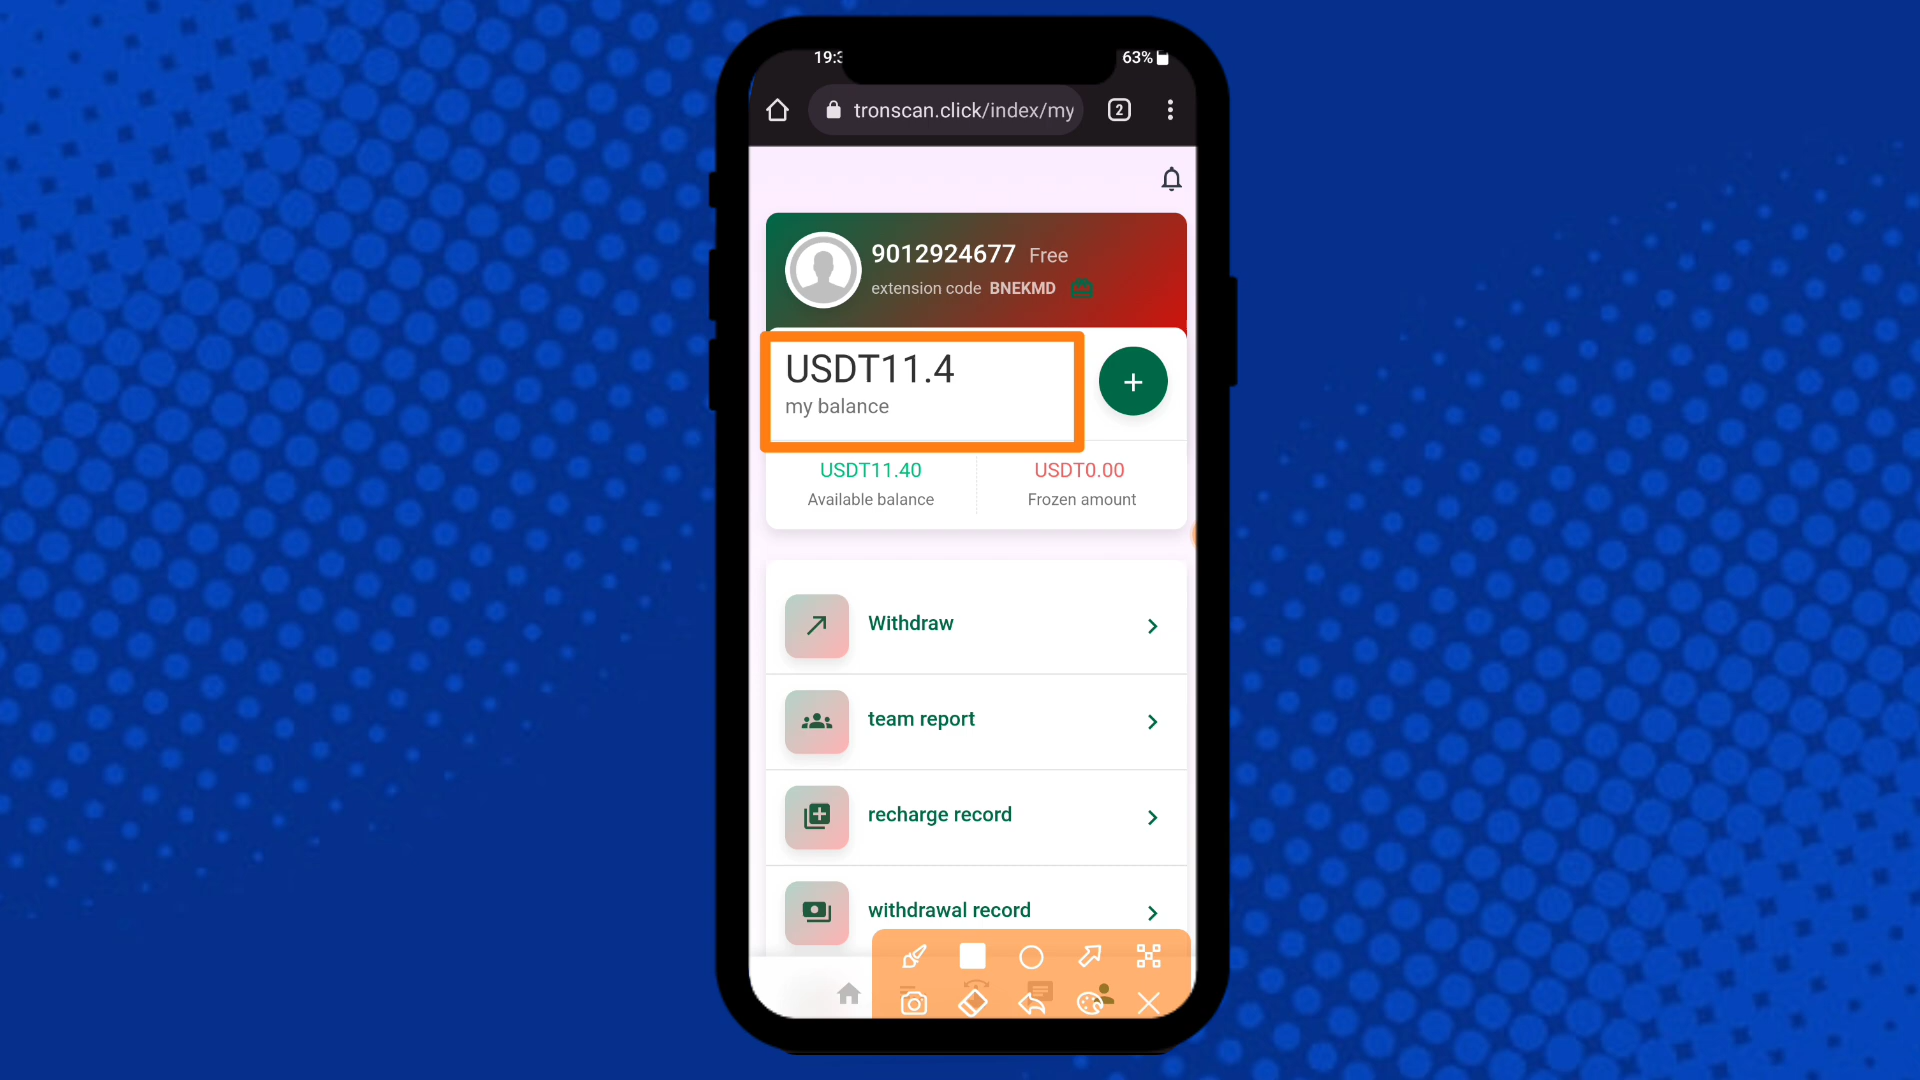 19:3
63%
tronscan.click/index/my
2
9012924677 Free
extension code BNEKMD
USDT11.4
my balance
+
USDT11.40
USDT0.00
Available balance
Frozen amount
Withdraw
team report
recharge record
withdrawal record